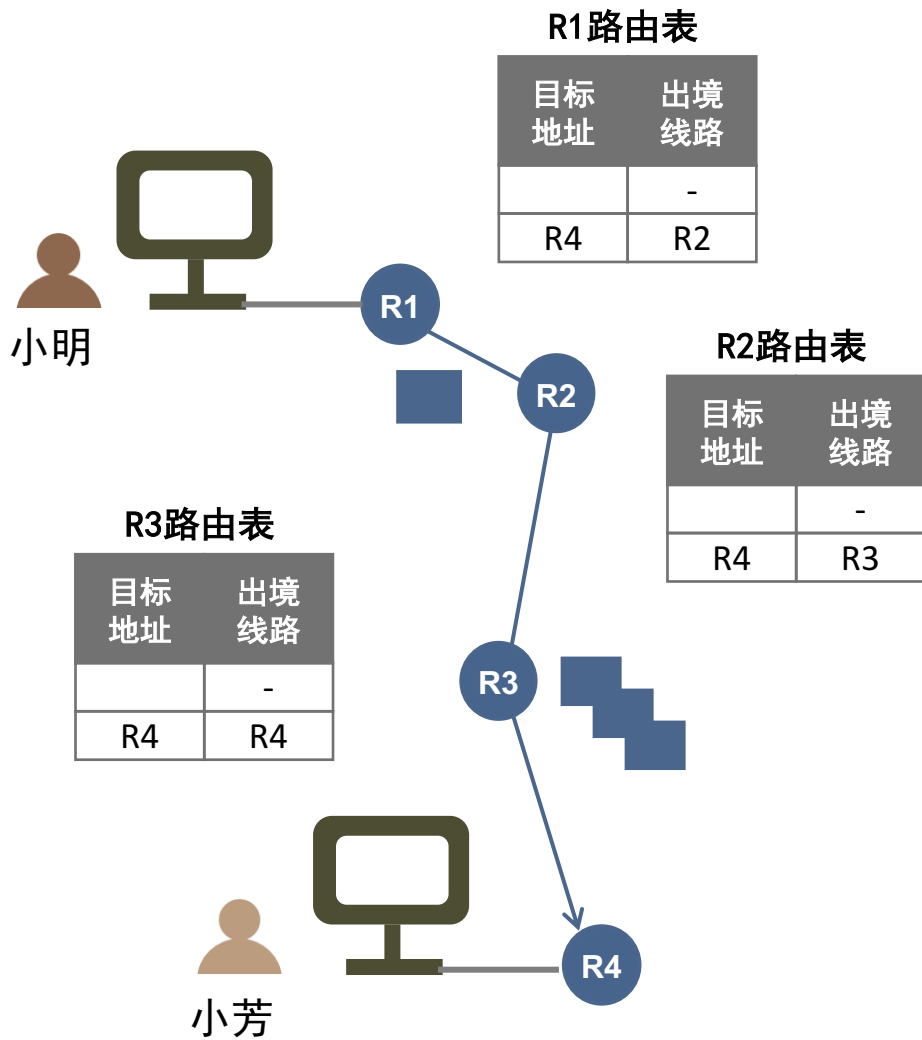 R1路由表
目标 出境
地址 线路
-
R4 R2
小明
R1
R2路由表
R2
目标 出境
地址 线路
-
R4 R3
R3路由表
目标 出境
地址 线路
-
R4 R4
R3
R4
小芳